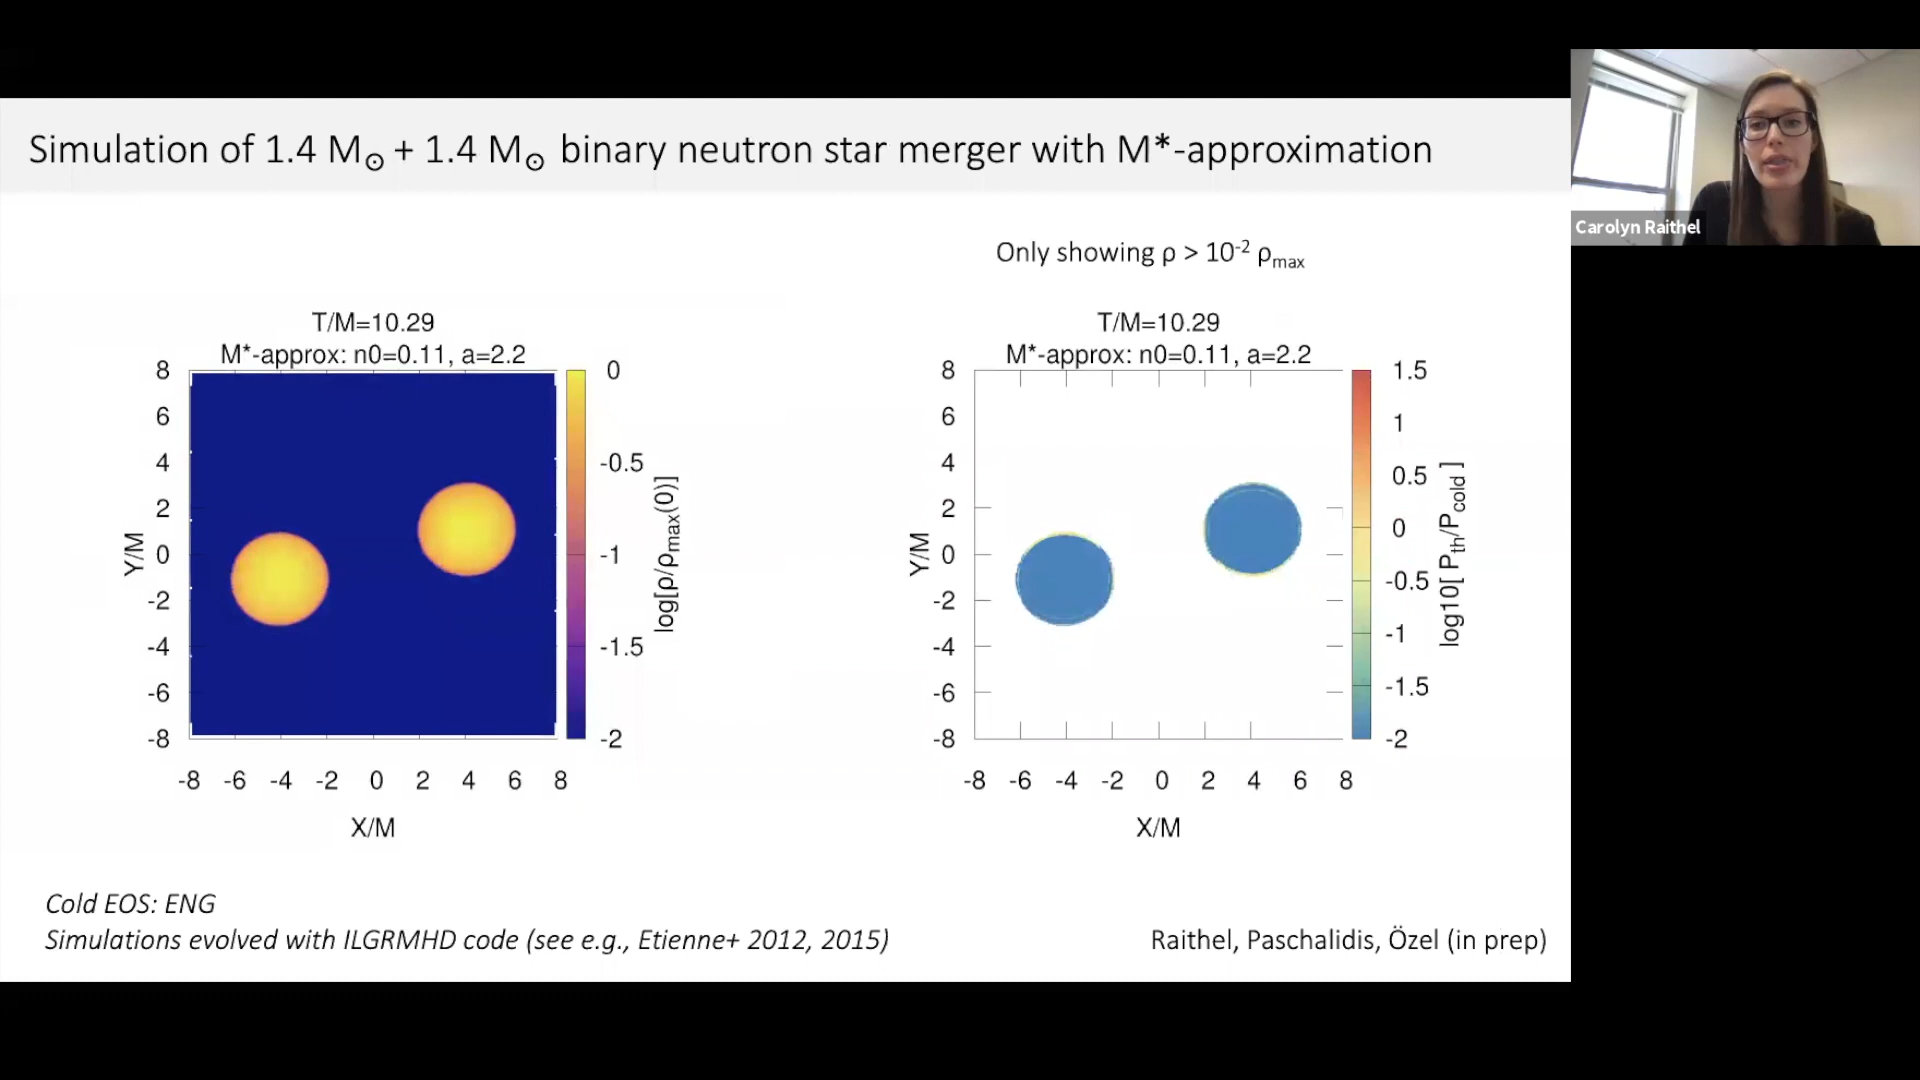 Simulation of 1.4 M⊙ + 1.4 M⊙ binary neutron star merger with M*-approximation
Carolyn Raithel
Only showing ρ > 10-2 ρmax
T/M=10.29
M*-approx: n0=0.11, a=2.2
8
6
4
2
0
-2
-4
-6
-8
Y/M
-8 -6 -4 -2 0 2 4 6 8
X/M
0
-0.5
-1
-1.5
-2
log[ρ/ρmax(0)]
T/M=10.29
M*-approx: n0=0.11, a=2.2
8
6
4
2
0
-2
-4
-6
-8
Y/M
-8 -6 -4 -2 0 2 4 6 8
X/M
1.5
1
0.5
0
-0.5
-1
-1.5
-2
log10[ Pth/Pcold ]
Cold EOS: ENG
Simulations evolved with ILGRMHD code (see e.g., Etienne+ 2012, 2015)
Raithel, Paschalidis, Özel (in prep)